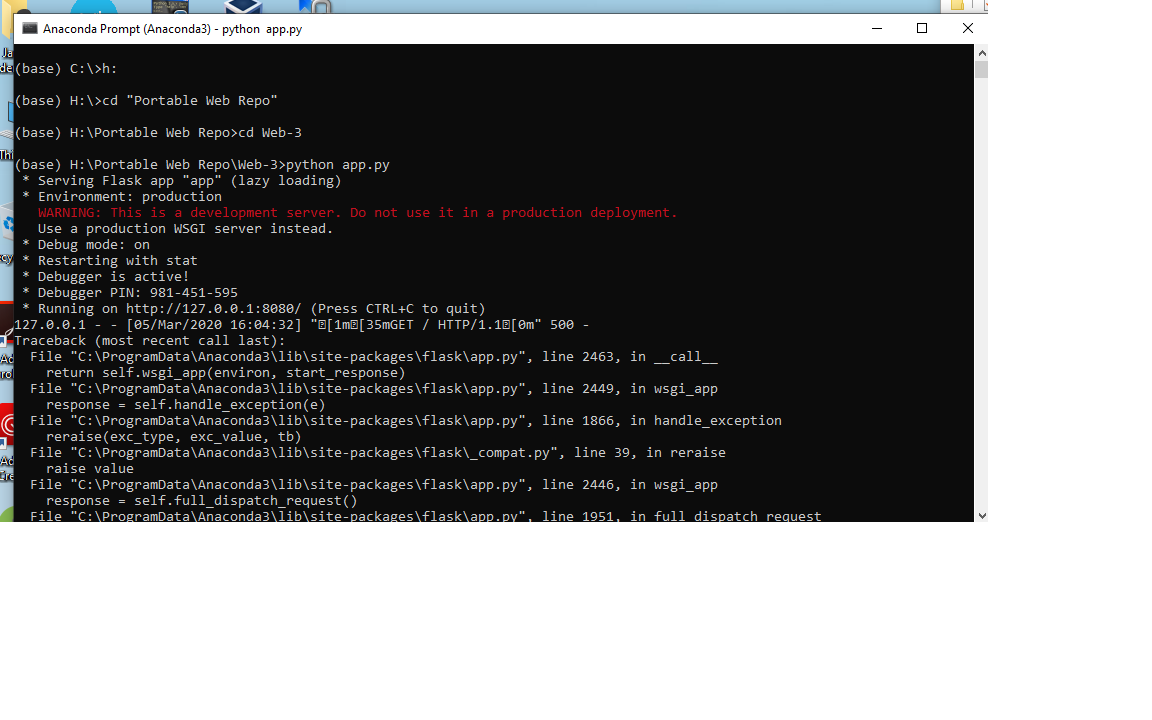 Anaconda Prompt (Anaconda3) - python  app.py
(base) C:\>h:
(base) H:\>cd "Portable Web Repo"
(base) H:\Portable Web Repo>cd Web-3
(base) H:\Portable Web Repo\Web-3>python app.py
 * Serving Flask app "app" (lazy loading)
 * Environment: production
   WARNING: This is a development server. Do not use it in a production deployment.
   Use a production WSGI server instead.
 * Debug mode: on
 * Restarting with stat
 * Debugger is active!
 * Debugger PIN: 981-451-595
 * Running on http://127.0.0.1:8080/ (Press CTRL+C to quit)
127.0.0.1 - - [05/Mar/2020 16:04:32] "[1m[35mGET / HTTP/1.1[0m" 500 -
Traceback (most recent call last):
  File "C:\ProgramData\Anaconda3\lib\site-packages\flask\app.py", line 2463, in __call__
    return self.wsgi_app(environ, start_response)
  File "C:\ProgramData\Anaconda3\lib\site-packages\flask\app.py", line 2449, in wsgi_app
    response = self.handle_exception(e)
  File "C:\ProgramData\Anaconda3\lib\site-packages\flask\app.py", line 1866, in handle_exception
    reraise(exc_type, exc_value, tb)
  File "C:\ProgramData\Anaconda3\lib\site-packages\flask\_compat.py", line 39, in reraise
    raise value
  File "C:\ProgramData\Anaconda3\lib\site-packages\flask\app.py", line 2446, in wsgi_app
    response = self.full_dispatch_request()
  File "C:\ProgramData\Anaconda3\lib\site-packages\flask\app.py", line 1951, in full_dispatch_request